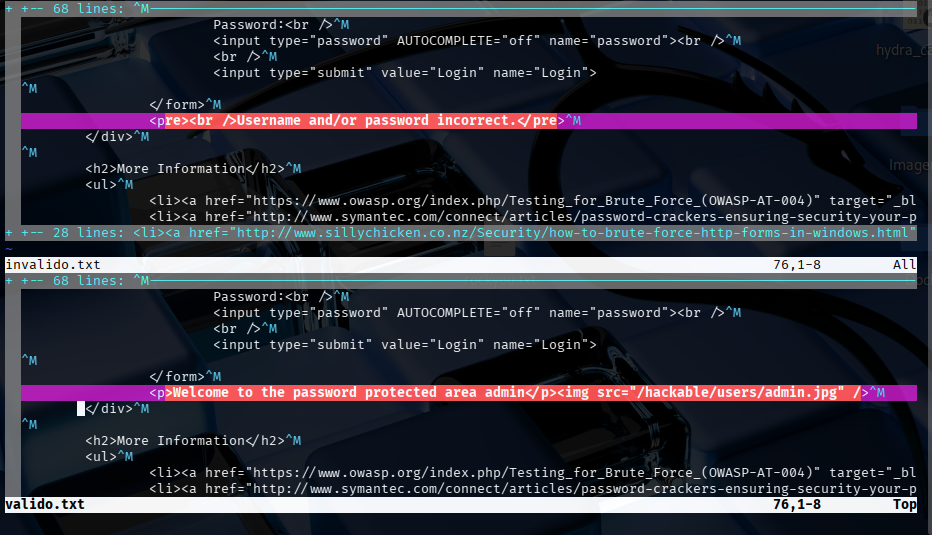 + +-- 68 lines: ^M
Password:<br />^M
<input type="password" AUTOCOMPLETE="off" name="password"><br />^M
<br />^M
<input type="submit" value="Login" name="Login">
^M
</form>^M
<pre><br />Username and/or password incorrect.</pre>^M
</div>^M
^M
<h2>More Information</h2>^M
<ul>^M
<li><a href="https://www.owasp.org/index.php/Testing_for_Brute_Force_(OWASP-AT-004)" target="_bl
<li><a href="http://www.symantec.com/connect/articles/password-crackers-ensuring-security-your-p
+ +-- 28 lines: <li><a href="http://www.sillychicken.co.nz/Security/how-to-brute-force-http-forms-in-windows.html"
~
invalido.txt 76,1-8 All
+ +-- 68 lines: ^M
Password:<br />^M
<input type="password" AUTOCOMPLETE="off" name="password"><br />^M
<br />^M
<input type="submit" value="Login" name="Login">
^M
</form>^M
<p>Welcome to the password protected area admin</p><img src="/hackable/users/admin.jpg" />^M
</div>^M
^M
<h2>More Information</h2>^M
<ul>^M
<li><a href="https://www.owasp.org/index.php/Testing_for_Brute_Force_(OWASP-AT-004)" target="_bl
<li><a href="http://www.symantec.com/connect/articles/password-crackers-ensuring-security-your-p
valido.txt 76,1-8 Top